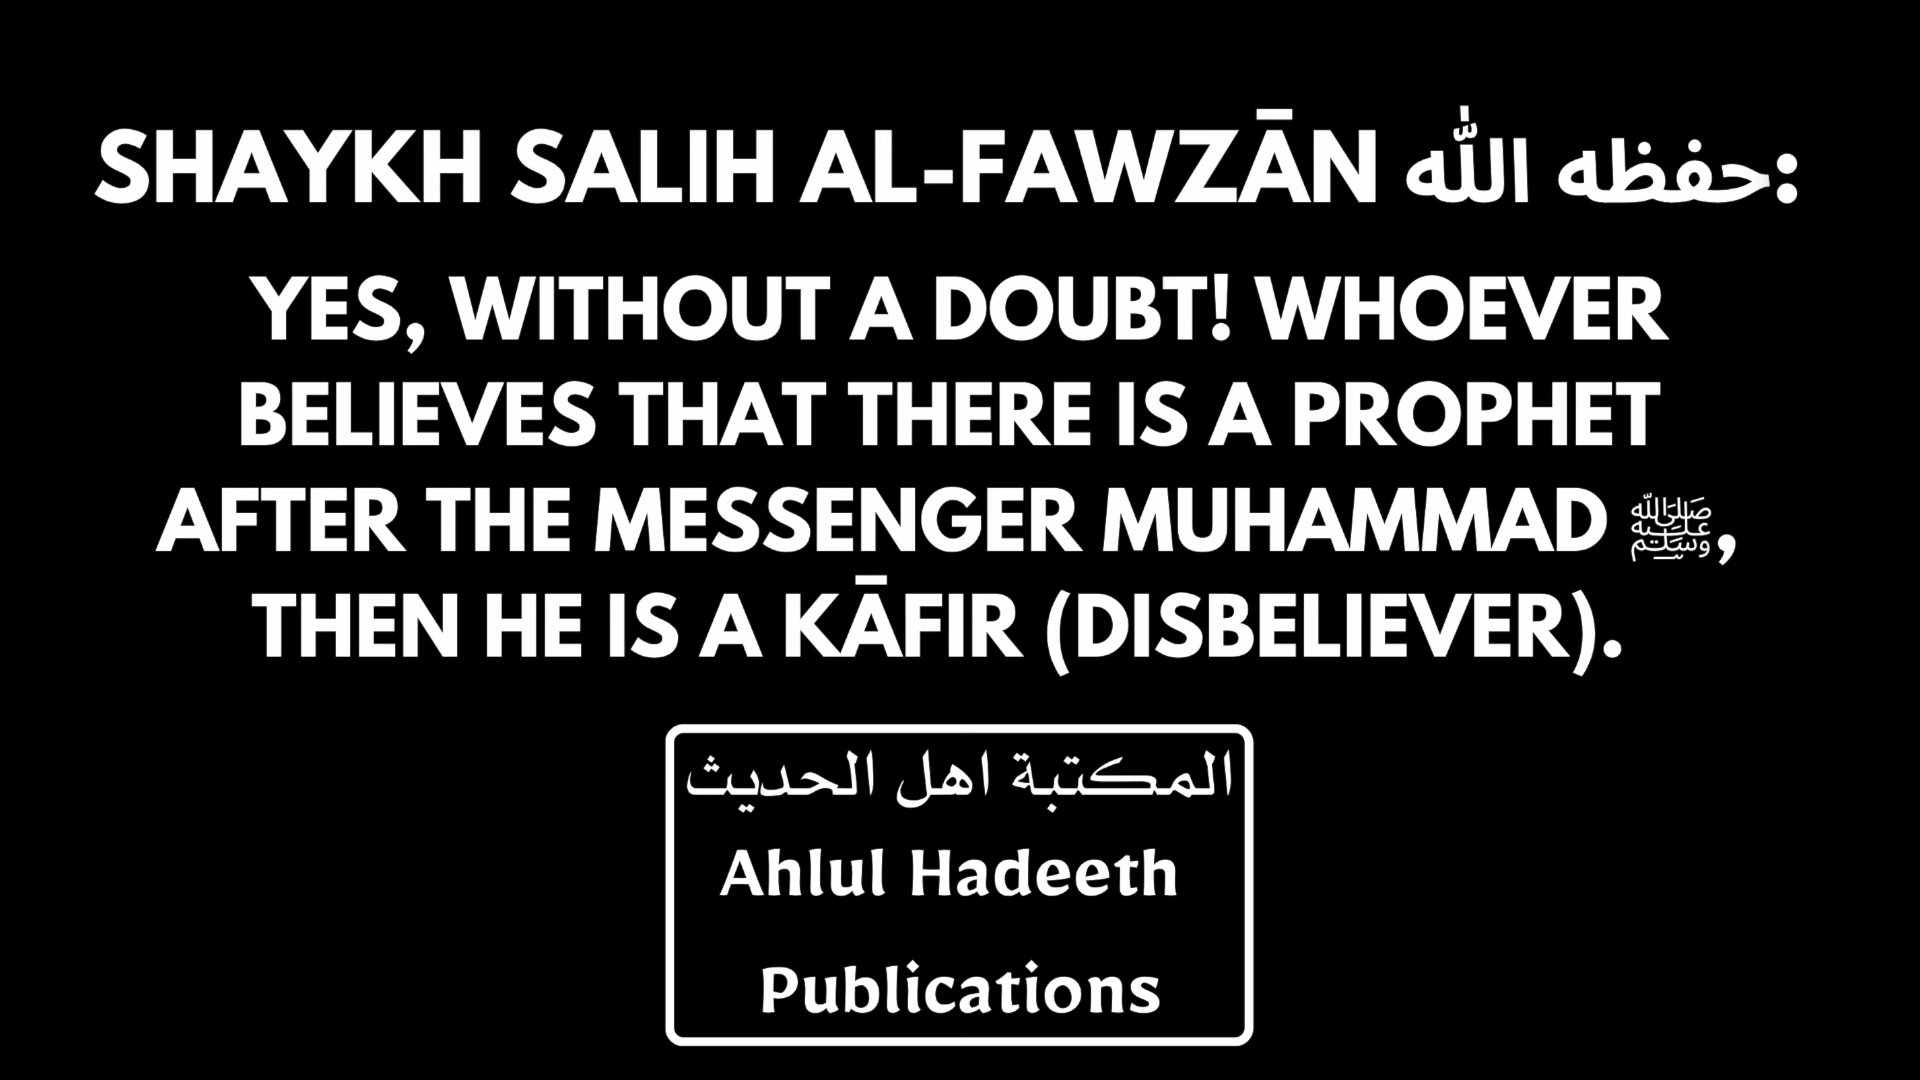 SHAYKH SALIH AL-FAWZĀN حفظه الله:
YES, WITHOUT A DOUBT! WHOEVER
BELIEVES THAT THERE IS A PROPHET
AFTER THE MESSENGER MUHAMMAD ﷺ,
THEN HE IS A KĀFIR (DISBELIEVER).
المكتبة اهل الحديث
Ahlul Hadeeth
Publications